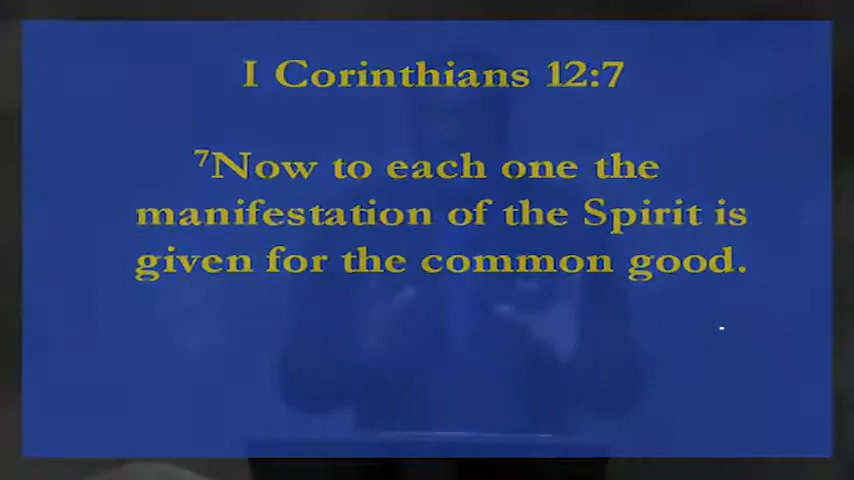 I Corinthians 12:7
⁷Now to each one the
manifestation of the Spirit is
given for the common good.